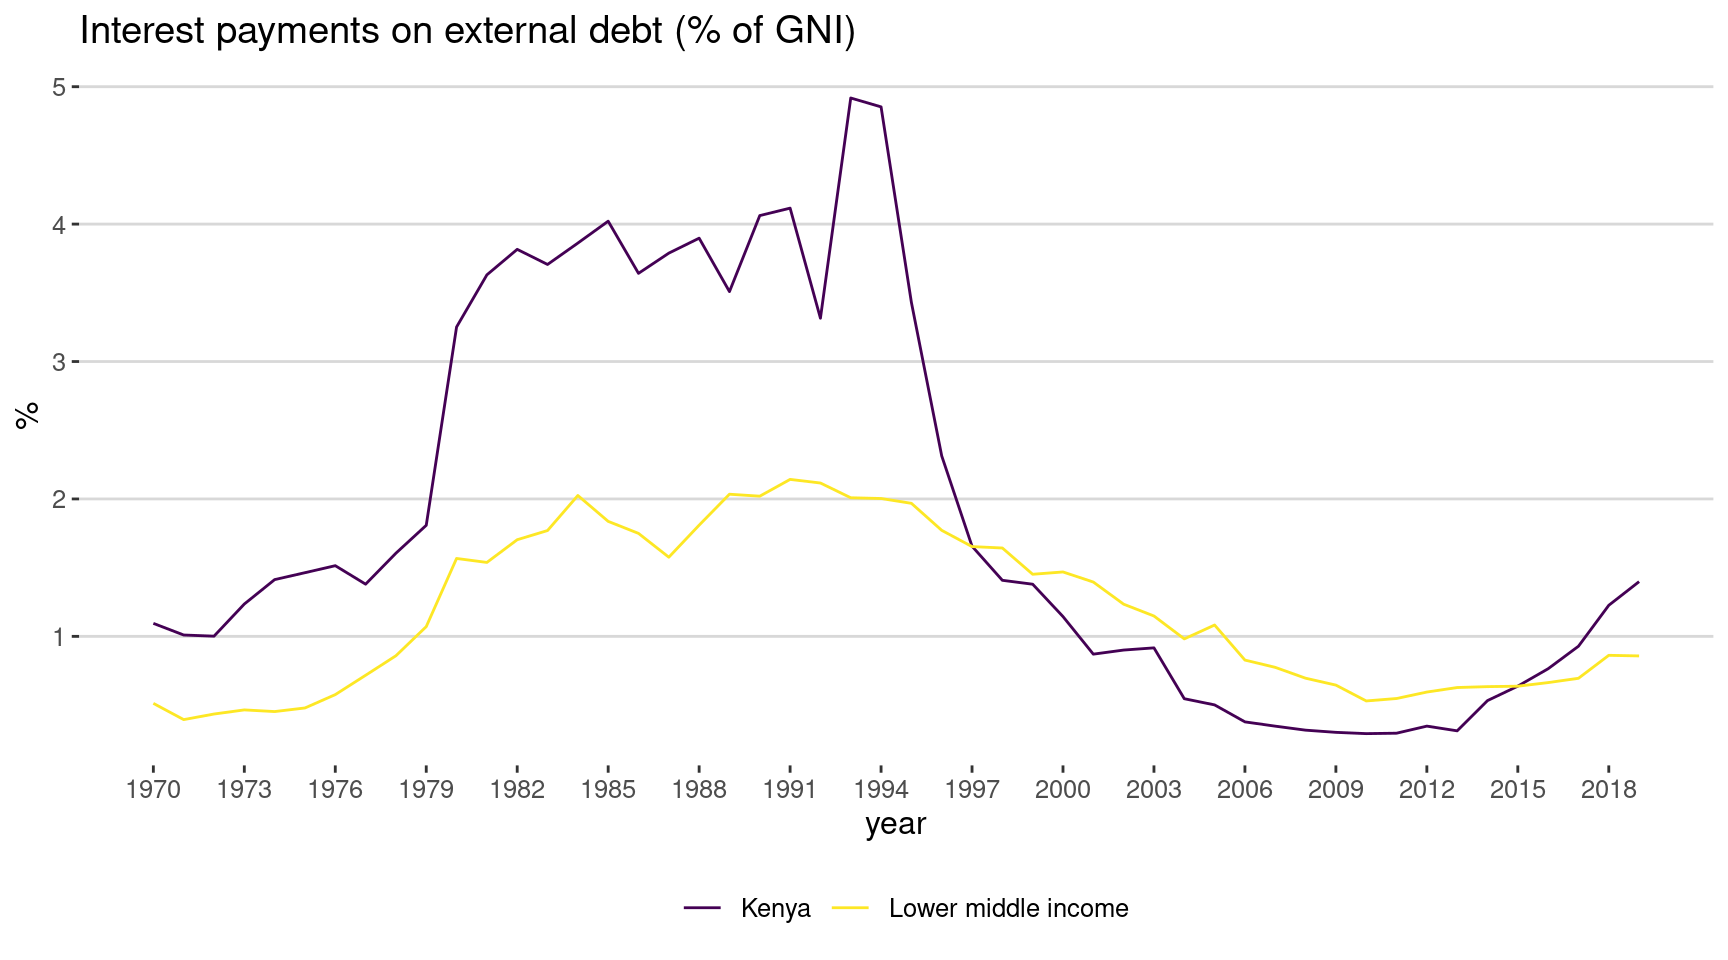 Interest payments on external debt (% of GNI)
5
4
3
2
1
%
1970 1973 1976 1979 1982 1985 1988 1991 1994 1997 2000 2003 2006 2009 2012 2015 2018
year
Kenya Lower middle income